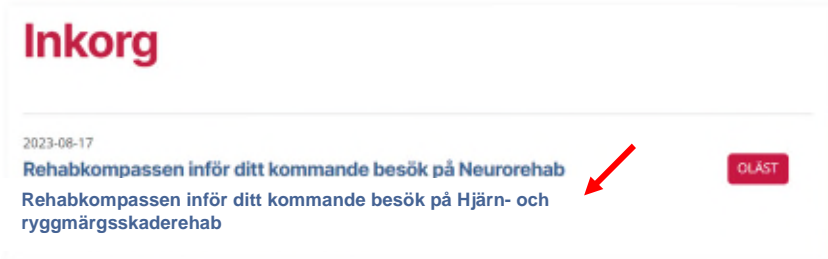 Inkorg
2023-08-17
Rehabkompassen inför ditt kommande besök på Neurorehab
OLÄST
Rehabkompassen inför ditt kommande besök på Hjärn- och
ryggmärgsskaderehab